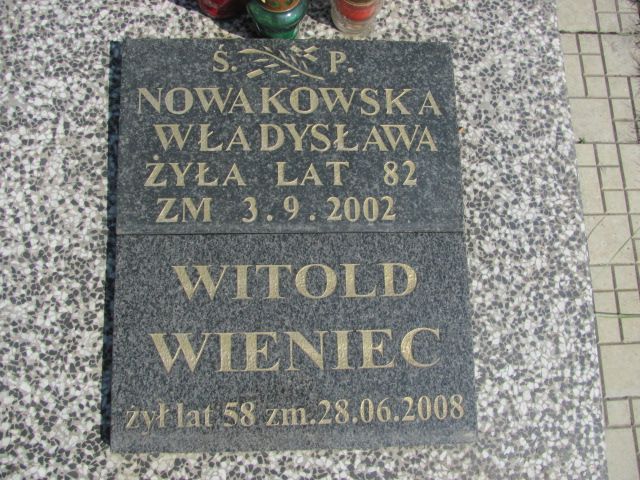 Ś. P.
NOWAKOWSKA
WŁADYSŁAWA
ŻYŁA LAT 82
ZM 3.9.2002
WITOLD
WIENIEC
żył lat 58 zm.28.06.2008